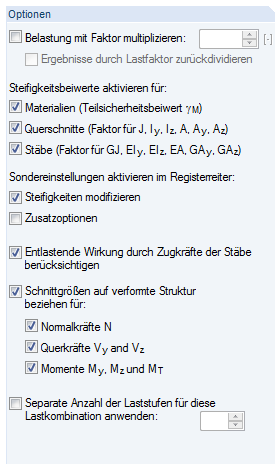 Optionen
Belastung mit Faktor multiplizieren: [-]
Ergebnisse durch Lastfaktor zurückdividieren
Steifigkeitsbeiwerte aktivieren für:
Materialien (Teilsicherheitsbeiwert γM)
Querschnitte (Faktor für J, Iy, Iz, A, Ay, Az)
Stäbe (Faktor für GJ, EIy, EIz, EA, GAy, GAz)
Sondereinstellungen aktivieren im Registerreiter:
Steifigkeiten modifizieren
Zusatzoptionen
Entlastende Wirkung durch Zugkräfte der Stäbe
berücksichtigen
Schnittgrößen auf verformte Struktur
beziehen für:
Normalkräfte N
Querkräfte Vy and Vz
Momente My, Mz und MT
Separate Anzahl der Laststufen für diese
Lastkombination anwenden: